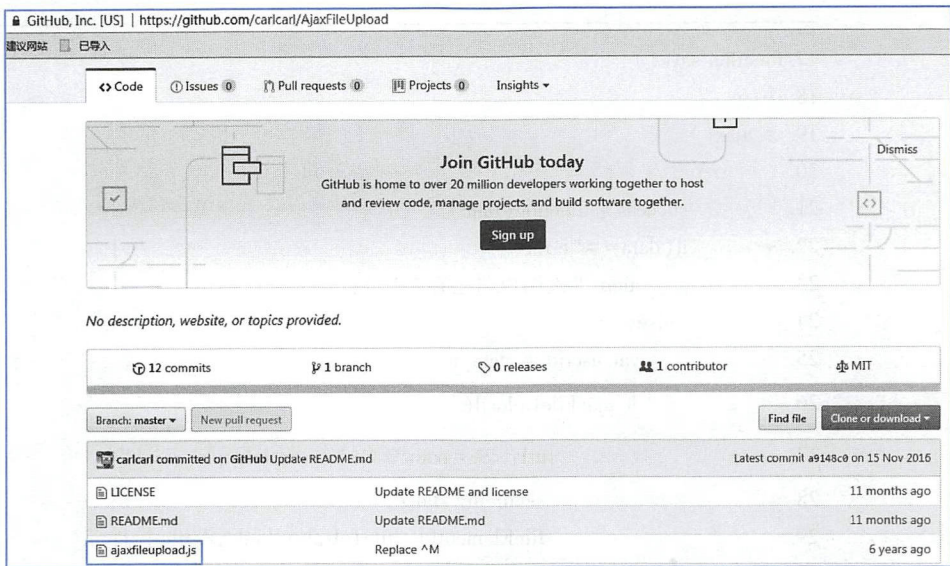 GitHub, Inc. [US] | https://github.com/carlcarl/AjaxFileUpload
建议网站 已导入
<> Code Issues 0 Pull requests 0 Projects 0 Insights
Dismiss
Join GitHub today
GitHub is home to over 20 million developers working together to host
and review code, manage projects, and build software together.
Sign up
No description, website, or topics provided.
12 commits 1 branch 0 releases 1 contributor MIT
Branch: master New pull request Find file Clone or download
carlcarl committed on GitHub Update README.md Latest commit a9148c0 on 15 Nov 2016
LICENSE Update README and license 11 months ago
README.md Update README.md 11 months ago
ajaxfileupload.js Replace ^M 6 years ago